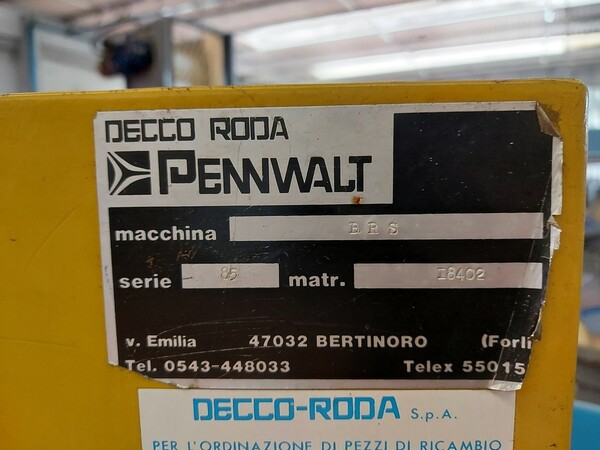 DECCO RODA
PENNWALT
macchina BRS
serie 85 matr. I8402
v. Emilia 47032 BERTINORO (Forlì
Tel. 0543-448033 Telex 55015
DECCO-RODA S.p.A.
PER L'ORDINAZIONE DI PEZZI DI RICAMBIO